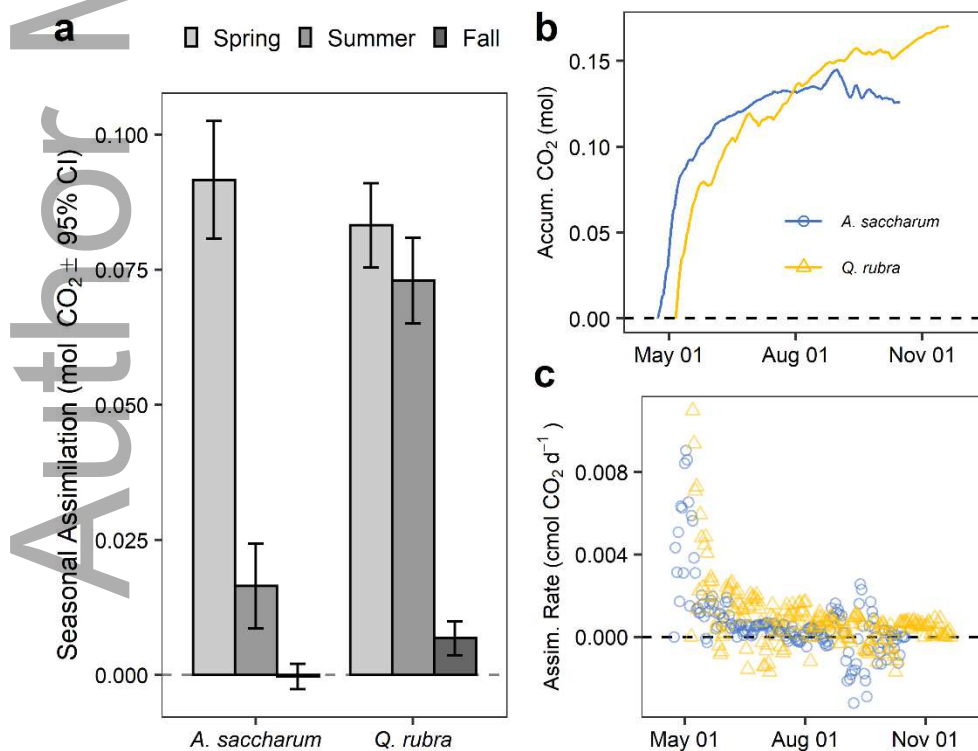 Author M
a
Spring Summer Fall
Seasonal Assimilation (mol CO₂ ± 95% CI)
0.100
0.075
0.050
0.025
0.000
A. saccharum Q. rubra
b
Accum. CO₂ (mol)
0.15
0.10
0.05
0.00
A. saccharum
Q. rubra
May 01 Aug 01 Nov 01
c
Assim. Rate (cmol CO₂ d⁻¹)
0.008
0.004
0.000
May 01 Aug 01 Nov 01